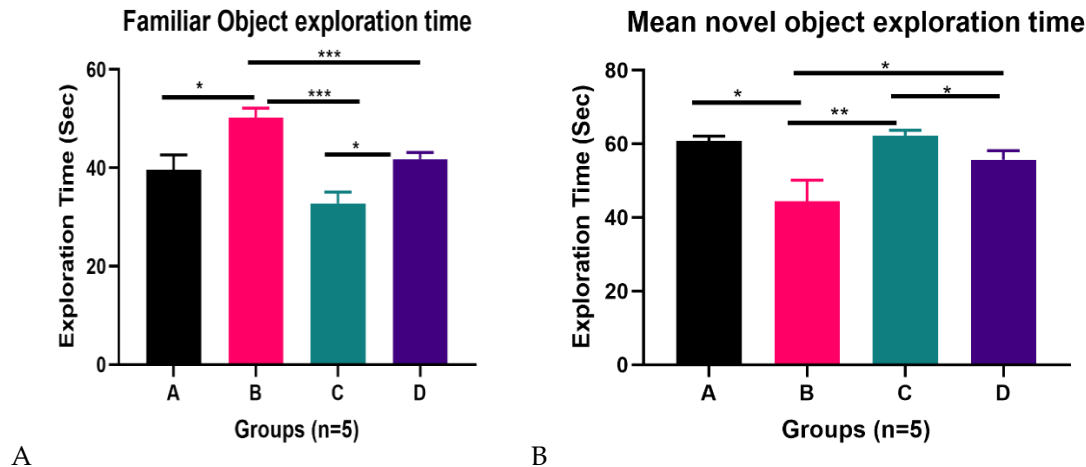 Familiar Object exploration time
***
60
*
***
40
*
20
0
Exploration Time (Sec)
A B C D
Groups (n=5)
A
Mean novel object exploration time
80
*
*
*
**
60
40
20
0
Exploration Time (Sec)
A B C D
Groups (n=5)
B